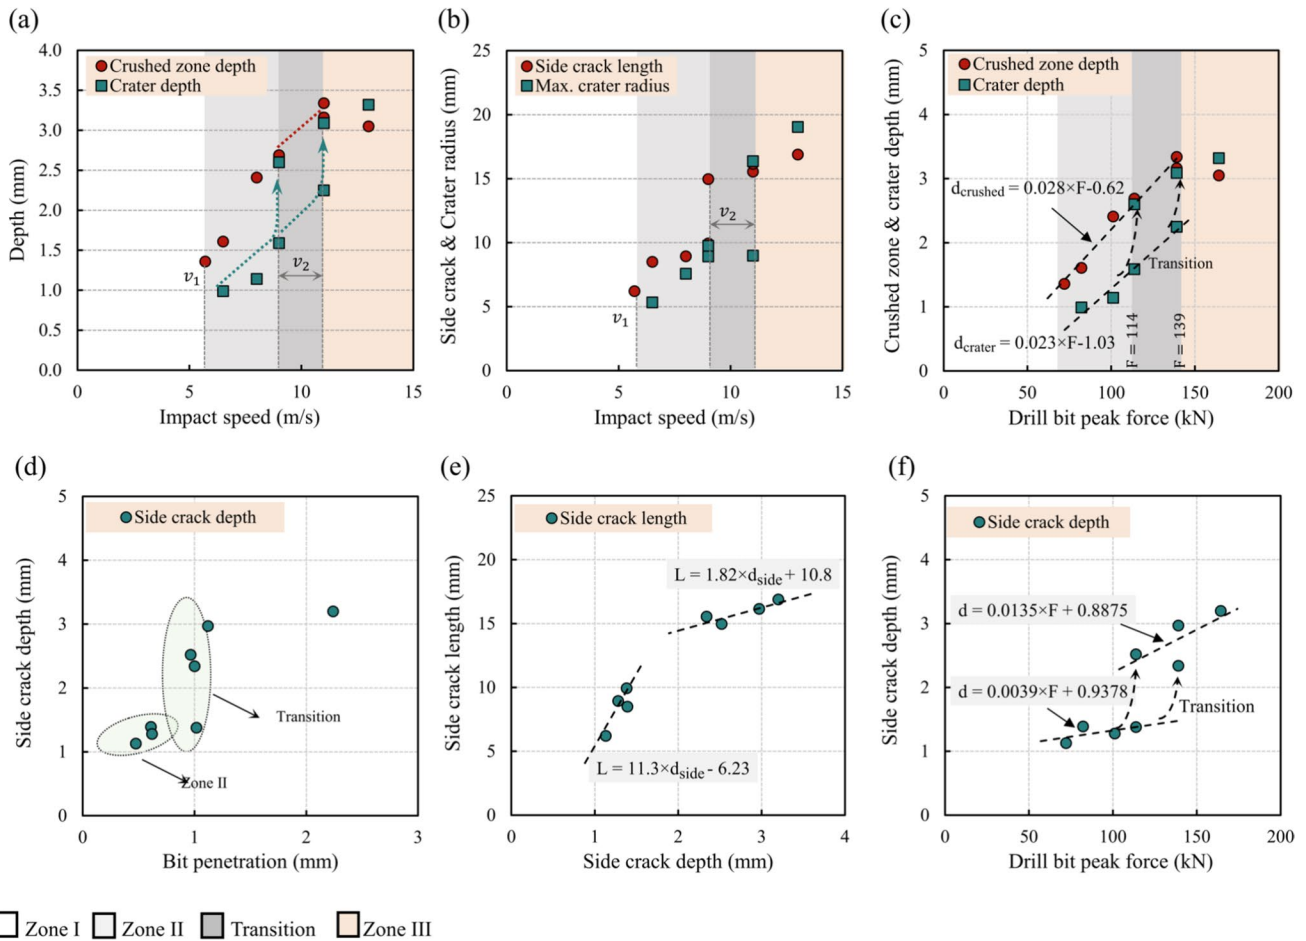 (a)
4.0
3.5
3.0
2.5
2.0
1.5
1.0
0.5
0.0
Depth (mm)
Crushed zone depth
Crater depth
v1
v2
0
5
10
15
Impact speed (m/s)
(b)
25
20
15
10
5
0
Side crack & Crater radius (mm)
Side crack length
Max. crater radius
v2
v1
0
5
10
15
Impact speed (m/s)
(c)
5
4
3
2
1
0
Crushed zone & crater depth (mm)
Crushed zone depth
Crater depth
dcrushed = 0.028×F-0.62
Transition
dcrater = 0.023×F-1.03
F = 114
F = 139
0
50
100
150
200
Drill bit peak force (kN)
(d)
5
4
3
2
1
0
Side crack depth (mm)
Side crack depth
Transition
Zone II
0
1
2
3
Bit penetration (mm)
(e)
25
20
15
10
5
0
Side crack length (mm)
Side crack length
L = 1.82×dside + 10.8
L = 11.3×dside - 6.23
0
1
2
3
4
Side crack depth (mm)
(f)
5
4
3
2
1
0
Side crack depth (mm)
Side crack depth
d = 0.0135×F + 0.8875
d = 0.0039×F + 0.9378
Transition
0
50
100
150
200
Drill bit peak force (kN)
Zone I
Zone II
Transition
Zone III